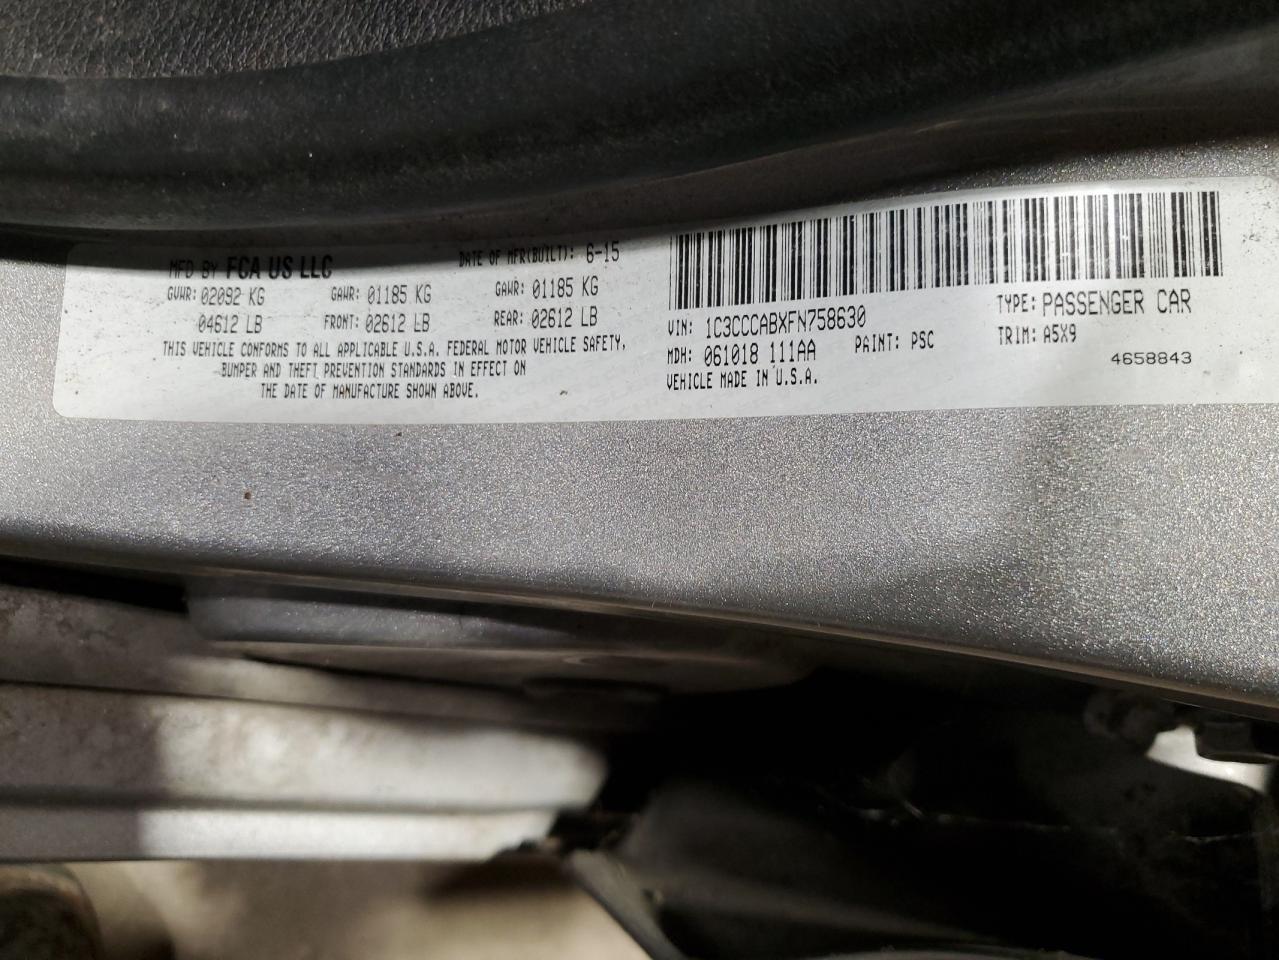 MFD BY FCA US LLC DATE OF MFR(BUILT): 6-15
GVWR: 02092 KG GAWR: 01185 KG GAWR: 01185 KG
04612 LB FRONT: 02612 LB REAR: 02612 LB
THIS VEHICLE CONFORMS TO ALL APPLICABLE U.S.A. FEDERAL MOTOR VEHICLE SAFETY,
BUMPER AND THEFT PREVENTION STANDARDS IN EFFECT ON
THE DATE OF MANUFACTURE SHOWN ABOVE.
VIN: 1C3CCCABXFN758630 TYPE: PASSENGER CAR
MDH: 061018 111AA PAINT: PSC TRIM: A5X9
VEHICLE MADE IN U.S.A. 4658843